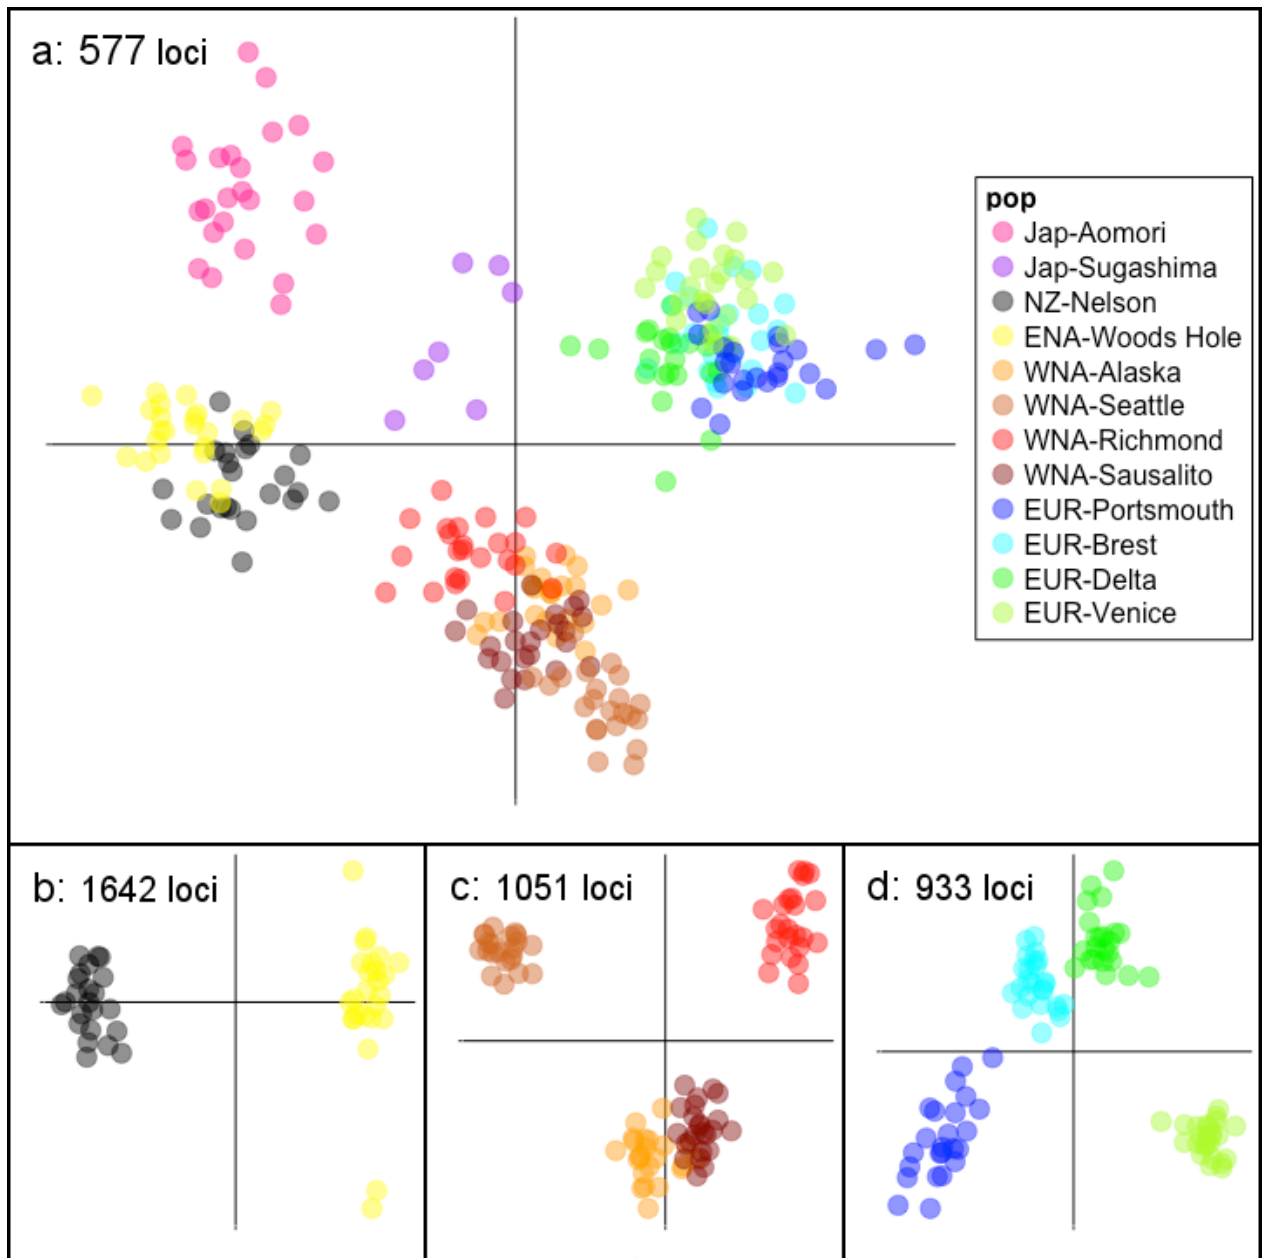 a: 577 loci
pop
Jap-Aomori
Jap-Sugashima
NZ-Nelson
ENA-Woods Hole
WNA-Alaska
WNA-Seattle
WNA-Richmond
WNA-Sausalito
EUR-Portsmouth
EUR-Brest
EUR-Delta
EUR-Venice
b: 1642 loci
c: 1051 loci
d: 933 loci